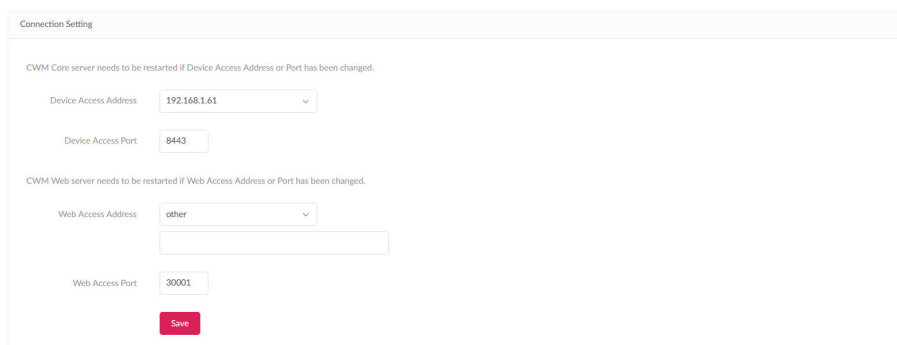 Connection Setting
CWM Core server needs to be restarted if Device Access Address or Port has been changed.
Device Access Address 192.168.1.61
Device Access Port 8443
CWM Web server needs to be restarted if Web Access Address or Port has been changed.
Web Access Address other
Web Access Port 30001
Save